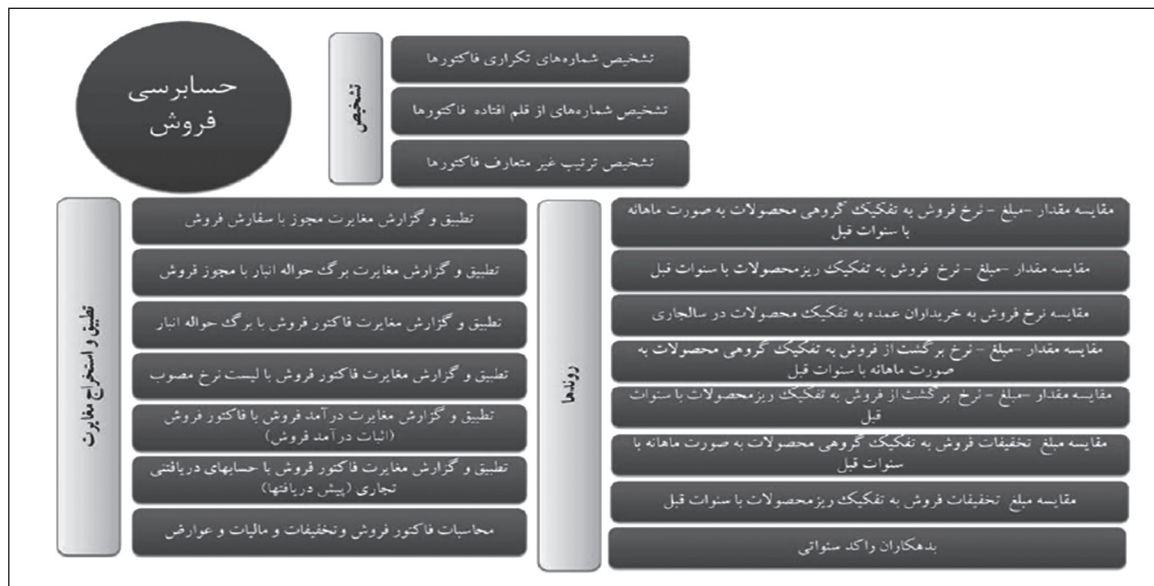 حسابرسی
فروش
تشخیص
تشخیص شماره‌های تکراری فاکتورها
تشخیص شماره‌های از قلم افتاده فاکتورها
تشخیص ترتیب غیر متعارف فاکتورها
روندها
مقایسه مقدار -مبلغ - نرخ فروش به تفکیک گروهی محصولات به صورت ماهانه
با سنوات قبل
مقایسه مقدار -مبلغ - نرخ فروش به تفکیک ریزمحصولات با سنوات قبل
مقایسه نرخ فروش به خریداران عمده به تفکیک محصولات در سالجاری
مقایسه مقدار -مبلغ - نرخ برگشت از فروش به تفکیک گروهی محصولات به
صورت ماهانه با سنوات قبل
مقایسه مقدار -مبلغ - نرخ برگشت از فروش به تفکیک ریزمحصولات با سنوات
قبل
مقایسه مبلغ تخفیفات فروش به تفکیک گروهی محصولات به صورت ماهانه با
سنوات قبل
مقایسه مبلغ تخفیفات فروش به تفکیک ریزمحصولات با سنوات قبل
بدهکاران راکد سنواتی
تطبیق و استخراج مغایرت
تطبیق و گزارش مغایرت مجوز با سفارش فروش
تطبیق و گزارش مغایرت برگ حواله انبار با مجوز فروش
تطبیق و گزارش مغایرت فاکتور فروش با برگ حواله انبار
تطبیق و گزارش مغایرت فاکتور فروش با لیست نرخ مصوب
تطبیق و گزارش مغایرت درآمد فروش با فاکتور فروش
(اثبات درآمد فروش)
تطبیق و گزارش مغایرت فاکتور فروش با حسابهای دریافتنی
تجاری (پیش دریافتها)
محاسبات فاکتور فروش وتخفیفات و مالیات و عوارض